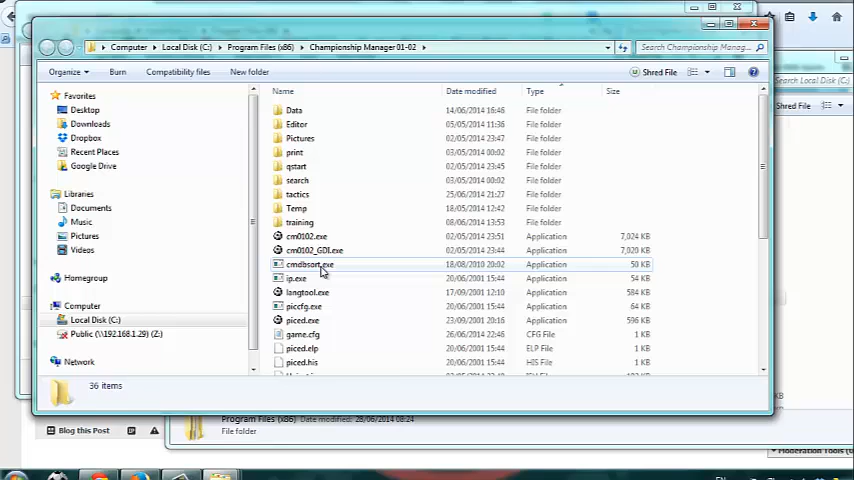 Computer ▸ Local Disk (C:) ▸ Program Files (x86) ▸ Championship Manager 01-02 ▸
Search Championship Manag...
Search Local Disk (C:)
Organize
Burn
Compatibility files
New folder
Shred File
Shred File
Favorites
Desktop
Downloads
Dropbox
Recent Places
Google Drive
Libraries
Documents
Music
Pictures
Videos
Homegroup
Computer
Local Disk (C:)
Public (\\192.168.1.29) (Z:)
Network
Name Date modified Type Size
Data 14/06/2014 16:46 File folder
Editor 05/05/2014 11:36 File folder
Pictures 02/05/2014 23:47 File folder
print 03/05/2014 00:02 File folder
qstart 02/05/2014 23:45 File folder
search 03/05/2014 00:02 File folder
tactics 25/06/2014 21:27 File folder
Temp 18/05/2014 12:42 File folder
training 08/06/2014 13:53 File folder
cm0102.exe 02/05/2014 23:51 Application 7,024 KB
cm0102_GDI.exe 02/05/2014 23:44 Application 7,020 KB
cmdbsort.exe 18/08/2010 20:02 Application 50 KB
ip.exe 20/06/2001 15:44 Application 54 KB
langtool.exe 17/09/2001 12:10 Application 584 KB
piccfg.exe 20/06/2001 15:44 Application 64 KB
piced.exe 23/09/2001 20:16 Application 596 KB
game.cfg 26/06/2014 22:46 CFG File 1 KB
piced.elp 20/06/2001 15:44 ELP File 1 KB
piced.his 20/06/2001 15:44 HIS File 1 KB
36 items
Program Files (x86) Date modified: 28/06/2014 08:24
File folder
Blog this Post
Moderation Tools (